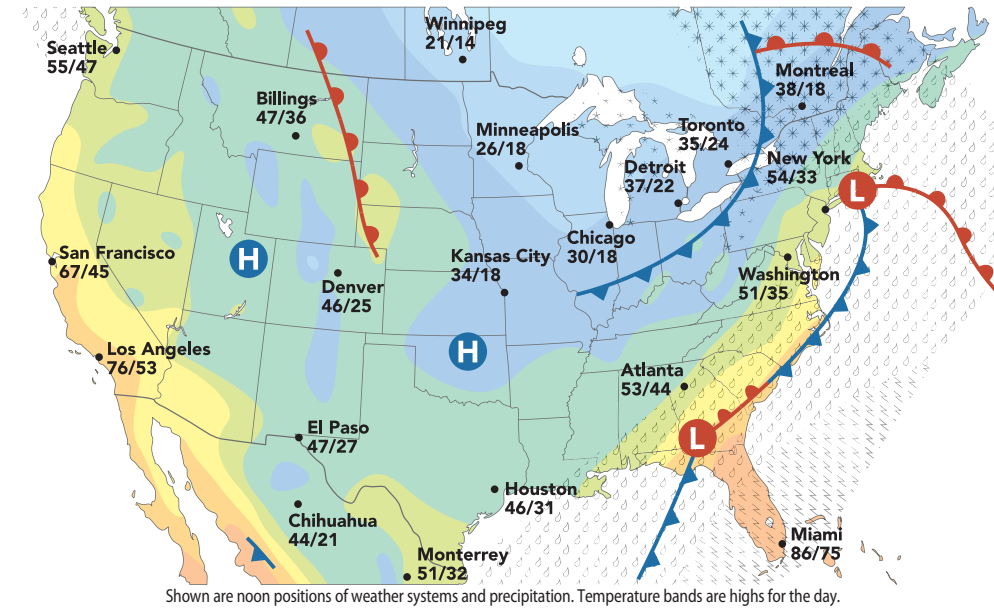 Winnipeg
21/14
Seattle
55/47
Montreal
38/18
Billings
47/36
Minneapolis
26/18
Toronto
35/24
New York
54/33
Detroit
37/22
L
San Francisco
67/45
H
Chicago
30/18
Kansas City
34/18
Denver
46/25
Washington
51/35
H
Los Angeles
76/53
Atlanta
53/44
El Paso
47/27
L
Houston
46/31
Chihuahua
44/21
Miami
86/75
Monterrey
51/32
Shown are noon positions of weather systems and precipitation. Temperature bands are highs for the day.